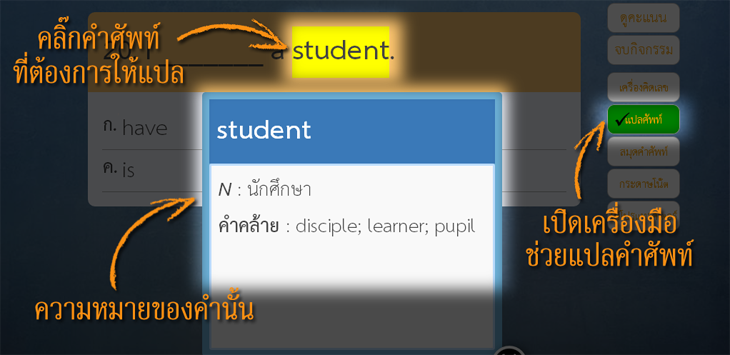 คลิ๊กคำศัพท์
ที่ต้องการให้แปล
a student.
ก. have
ค. is
student
N : นักศึกษา
คำคล้าย : disciple; learner; pupil
ความหมายของคำนั้น
ดูคะแนน
จบกิจกรรม
เครื่องคิดเลข
แปลศัพท์
สมุดคำศัพท์
กระดาษโน๊ต
เปิดเครื่องมือ
ช่วยแปลคำศัพท์